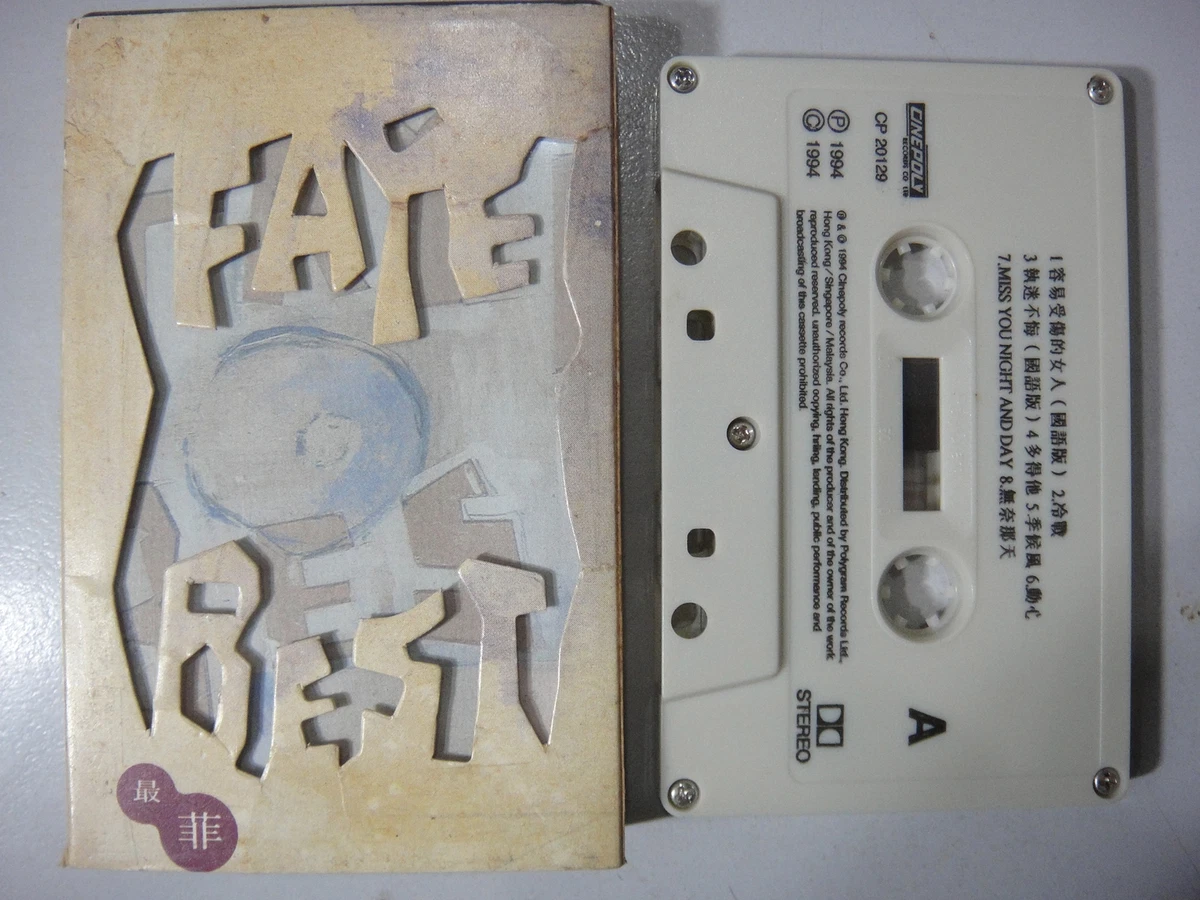 FAYE
BEST
最
菲
CINEPOLY
RECORDS CO LTD
CP 20129
Ⓟ 1994
Ⓒ 1994
1 容易受傷的女人(國語版) 2.冷戰
3 執迷不悔(國語版) 4 多得他 5 季候風 6.動心
7.MISS YOU NIGHT AND DAY 8.無奈那天
Ⓟ & © 1994 Cinepoly records Co., Ltd. Hong Kong. Distributed by Polygram Records Ltd.,
Hong Kong/Singapore/Malaysia. All rights of the producer and of the owner of the work
reproduced reserved, unauthorized copying, hriing, lending, public performance and
broadcasting of this cassette prohibited.
A
STEREO